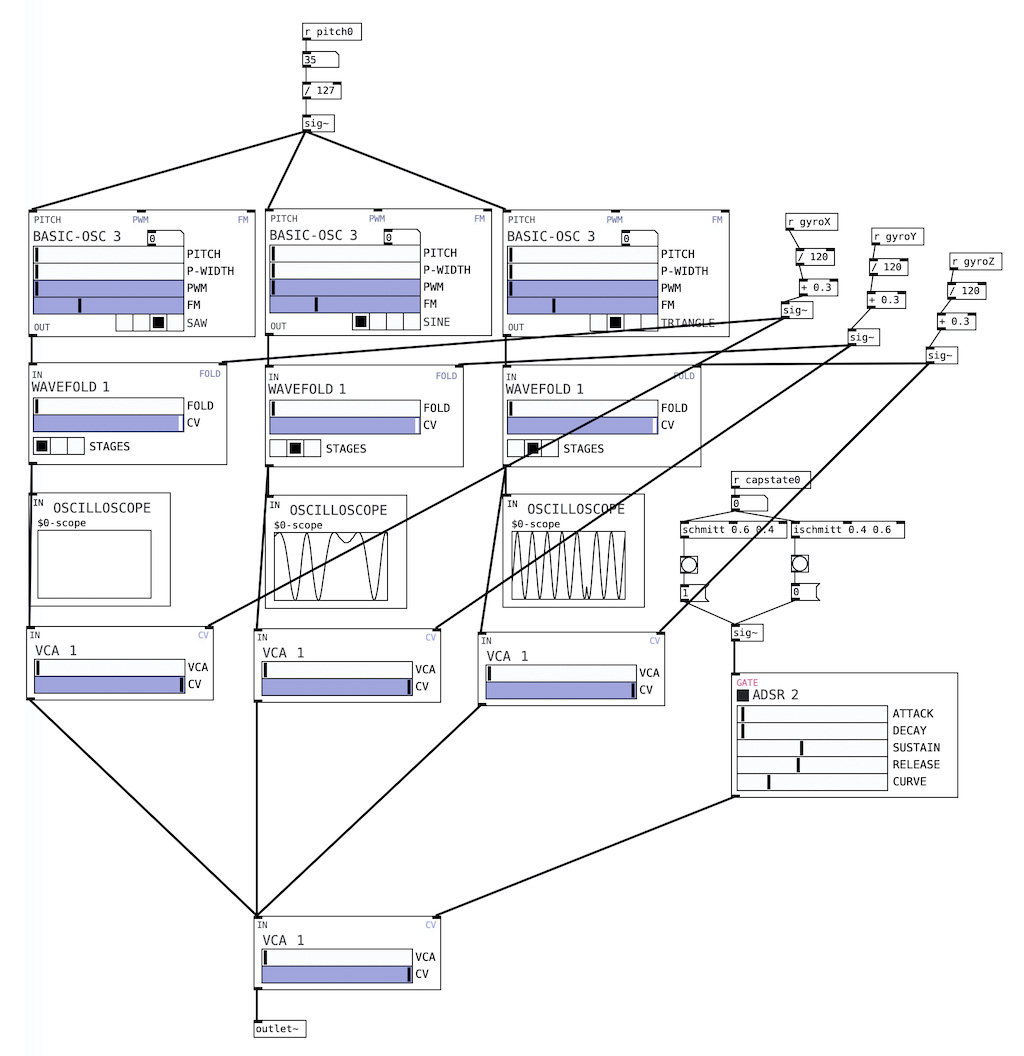 r pitch0
35
/ 127
sig~
PITCH PWM FM
BASIC-OSC 3 0
PITCH
P-WIDTH
PWM
FM
SAW
OUT
PITCH PWM FM
BASIC-OSC 3 0
PITCH
P-WIDTH
PWM
FM
SINE
OUT
PITCH PWM FM
BASIC-OSC 3 0
PITCH
P-WIDTH
PWM
FM
TRIANGLE
OUT
r gyroX
/ 120
+ 0.3
sig~
r gyroY
/ 120
+ 0.3
sig~
r gyroZ
/ 120
+ 0.3
sig~
IN FOLD
WAVEFOLD 1
FOLD
CV
STAGES
IN FOLD
WAVEFOLD 1
FOLD
CV
STAGES
IN FOLD
WAVEFOLD 1
FOLD
CV
STAGES
IN OSCILLOSCOPE
$0-scope
IN OSCILLOSCOPE
$0-scope
IN OSCILLOSCOPE
$0-scope
r capstate0
0
schmitt 0.6 0.4
ischmitt 0.4 0.6
1
0
sig~
IN CV
VCA 1
VCA
CV
IN CV
VCA 1
VCA
CV
IN CV
VCA 1
VCA
CV
GATE
ADSR 2
ATTACK
DECAY
SUSTAIN
RELEASE
CURVE
IN CV
VCA 1
VCA
CV
outlet~